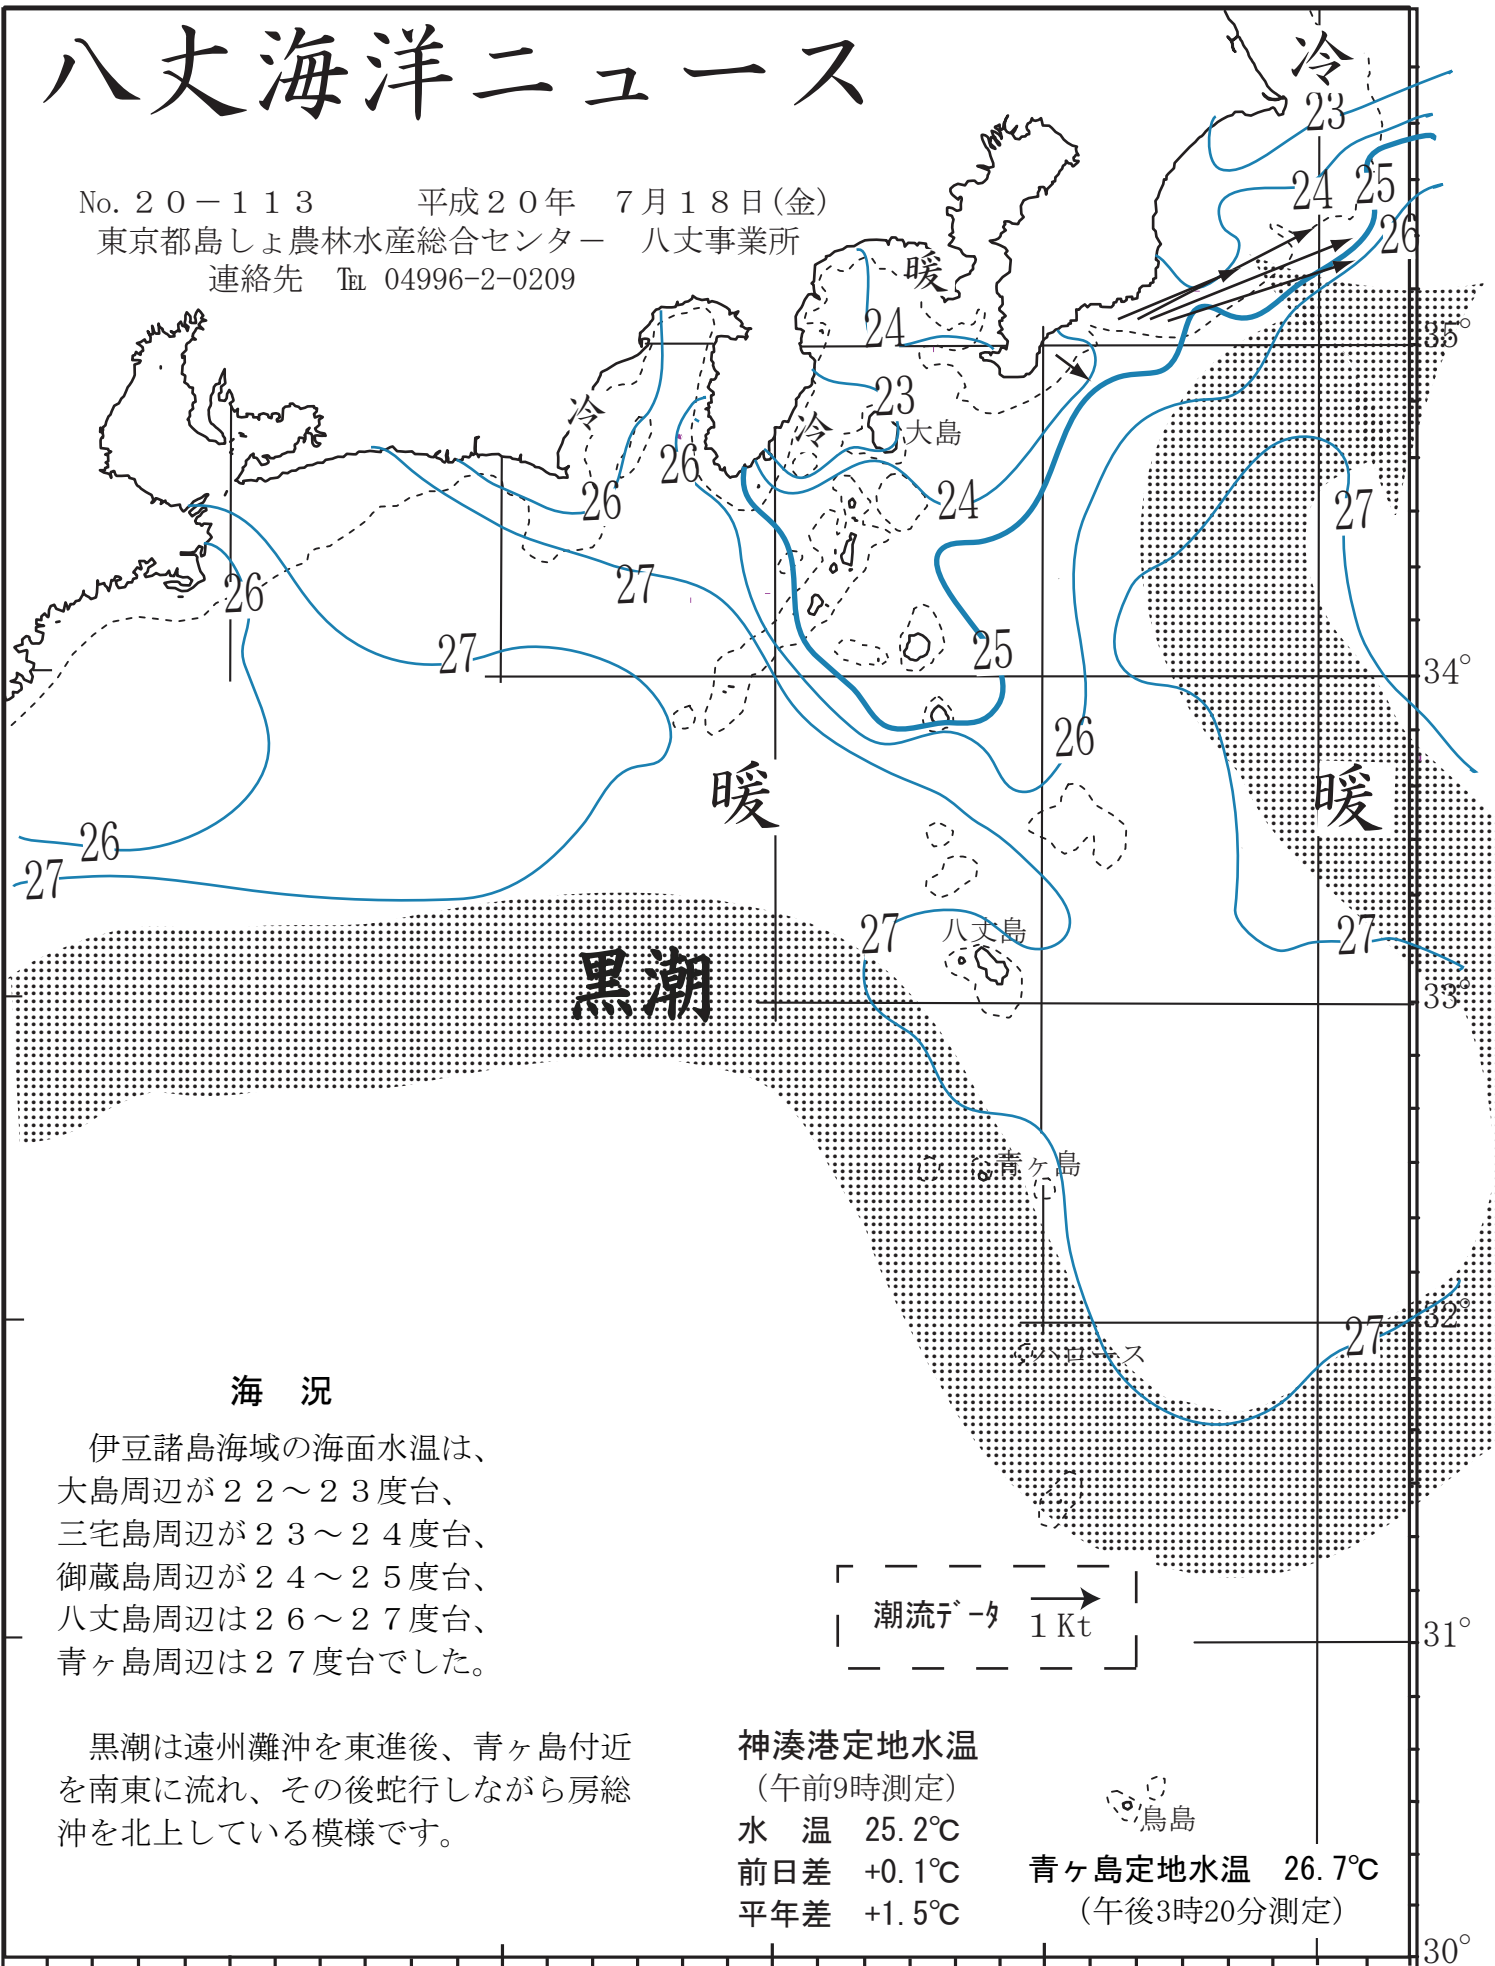 八丈海洋ニュース
No.２０－１１３　　　平成２０年　７月１８日(金)
東京都島しょ農林水産総合センター　八丈事業所
連絡先　℡ 04996-2-0209
冷
23
24
25
26
暖
24
35°
23
大島
冷
冷
26
26
24
27
27
26
27
25
34°
26
暖
暖
26
27
27
八丈島
27
黒潮
33°
青ヶ島
32°
27
ベヨネース
海　況
伊豆諸島海域の海面水温は、
大島周辺が２２～２３度台、
三宅島周辺が２３～２４度台、
御蔵島周辺が２４～２５度台、
八丈島周辺は２６～２７度台、
青ヶ島周辺は２７度台でした。
潮流ﾃﾞｰﾀ
１Kt
31°
黒潮は遠州灘沖を東進後、青ヶ島付近
を南東に流れ、その後蛇行しながら房総
沖を北上している模様です。
神湊港定地水温
（午前9時測定）
水　温　25.2℃
前日差　+0.1℃
平年差　+1.5℃
鳥島
青ヶ島定地水温　26.7℃
（午後3時20分測定）
30°